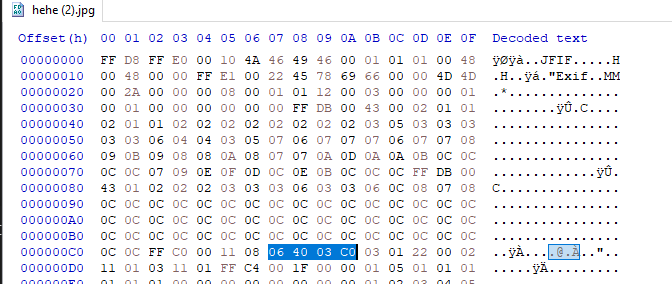 hehe (2).jpg
Offset(h) 00 01 02 03 04 05 06 07 08 09 0A 0B 0C 0D 0E 0F Decoded text
00000000 FF D8 FF E0 00 10 4A 46 49 46 00 01 01 01 00 48 ÿØÿà..JFIF.....H
00000010 00 48 00 00 FF E1 00 22 45 78 69 66 00 00 4D 4D .H..ÿá."Exif..MM
00000020 00 2A 00 00 00 08 00 01 01 12 00 03 00 00 00 01 .*..............
00000030 00 01 00 00 00 00 00 00 FF DB 00 43 00 02 01 01 ........ÿÛ.C....
00000040 02 01 01 02 02 02 02 02 02 02 02 03 05 03 03 03 ................
00000050 03 03 06 04 04 03 05 07 06 07 07 07 06 07 07 08 ................
00000060 09 0B 09 08 08 0A 08 07 07 0A 0D 0A 0A 0B 0C 0C ................
00000070 0C 0C 07 09 0E 0F 0D 0C 0E 0B 0C 0C 0C FF DB 00 .............ÿÛ.
00000080 43 01 02 02 02 03 03 03 06 03 03 06 0C 08 07 08 C...............
00000090 0C 0C 0C 0C 0C 0C 0C 0C 0C 0C 0C 0C 0C 0C 0C 0C ................
000000A0 0C 0C 0C 0C 0C 0C 0C 0C 0C 0C 0C 0C 0C 0C 0C 0C ................
000000B0 0C 0C 0C 0C 0C 0C 0C 0C 0C 0C 0C 0C 0C 0C 0C 0C ................
000000C0 0C 0C FF C0 00 11 08 06 40 03 C0 03 01 22 00 02 ..ÿÀ....@.À.."..
000000D0 11 01 03 11 01 FF C4 00 1F 00 00 01 05 01 01 01 .....ÿÄ.........